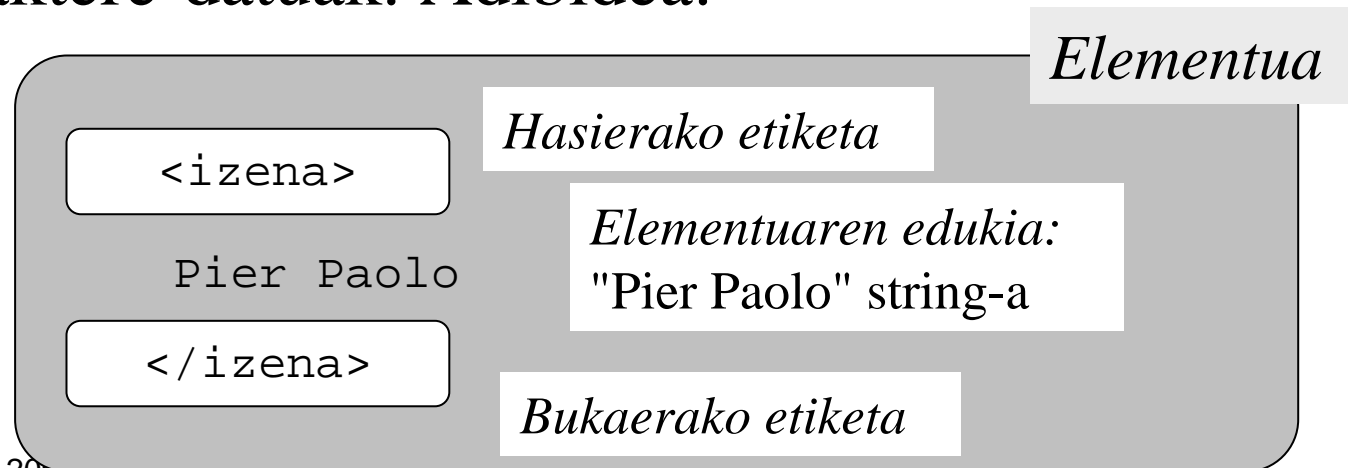 Elementua
<izena>
Hasierako etiketa
Pier Paolo
Elementuaren edukia:
"Pier Paolo" string-a
</izena>
Bukaerako etiketa